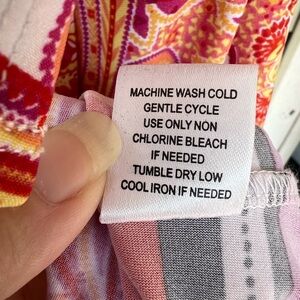 MACHINE WASH COLD
GENTLE CYCLE
USE ONLY NON
CHLORINE BLEACH
IF NEEDED
TUMBLE DRY LOW
COOL IRON IF NEEDED